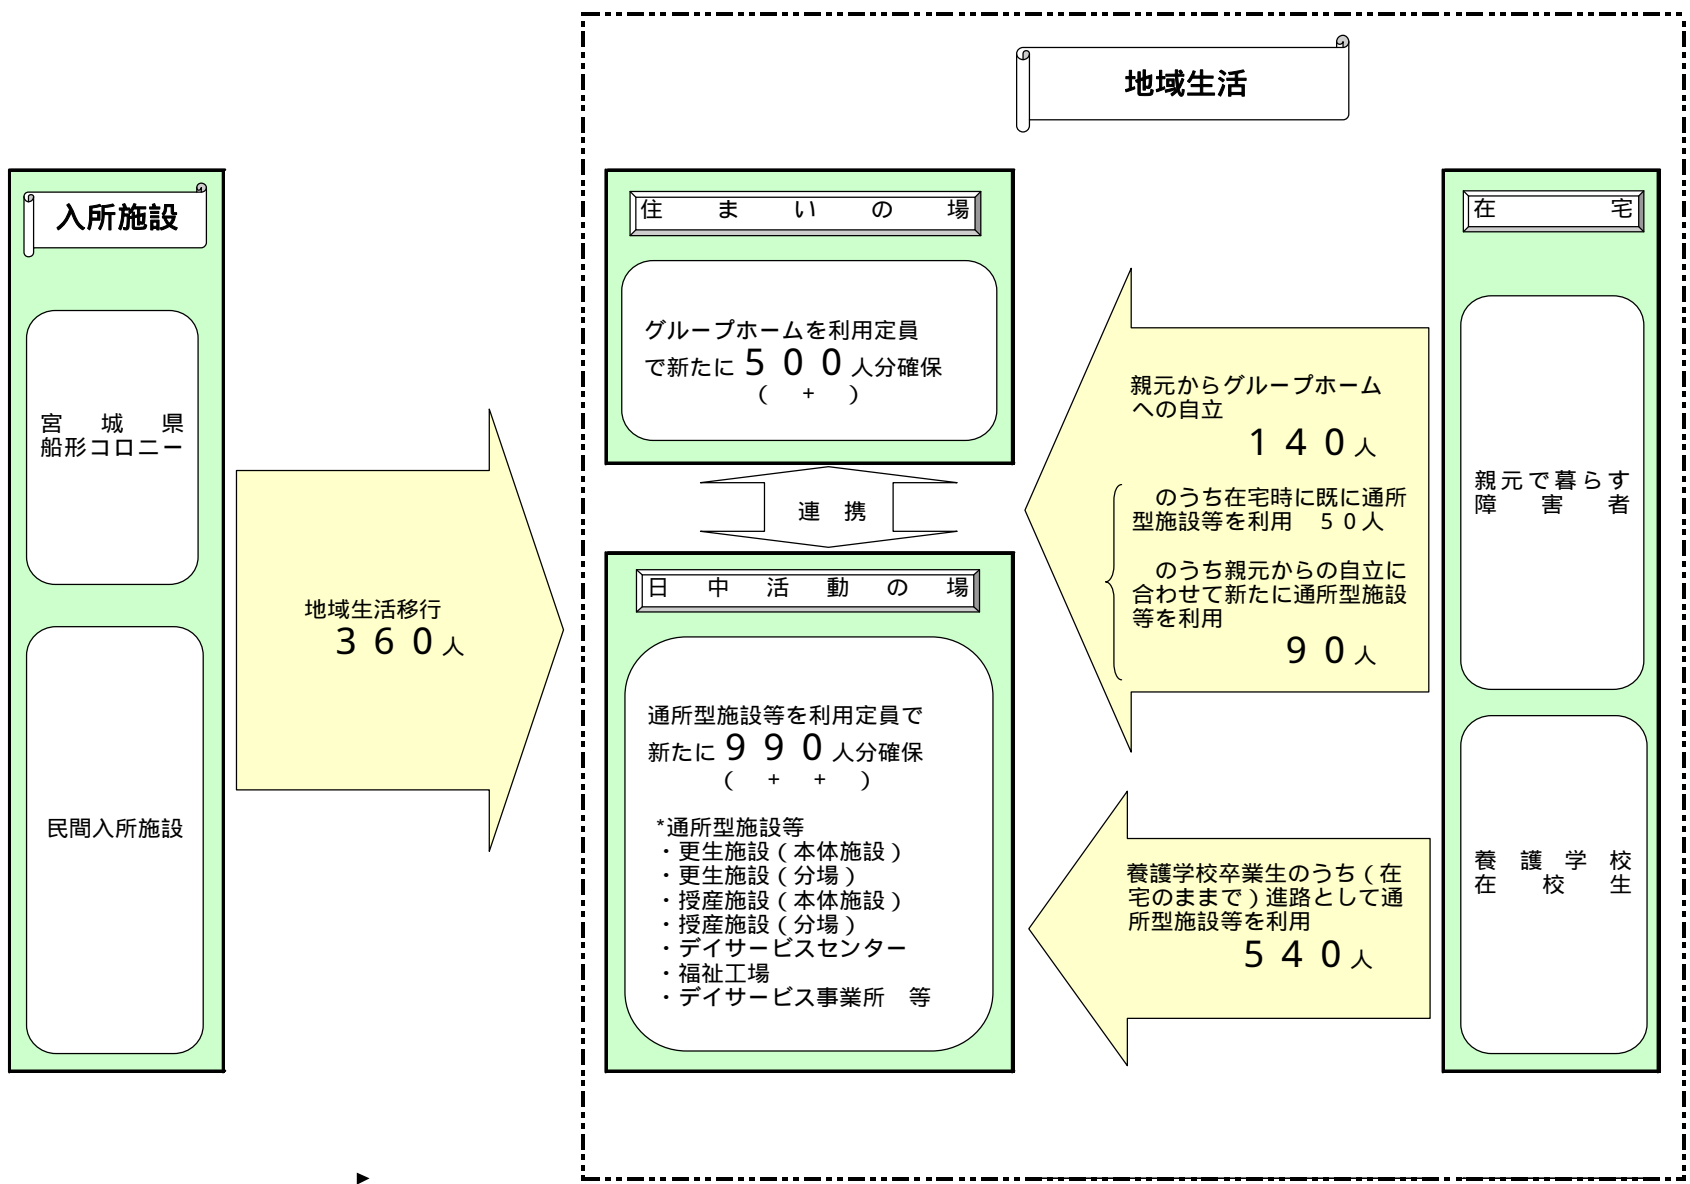 地域生活
入所施設
宮城県
船形コロニー
民間入所施設
地域生活移行
３６０人
住まいの場
グループホームを利用定員
で新たに５００人分確保
（　+　）
連携
日中活動の場
通所型施設等を利用定員で
新たに９９０人分確保
（　+　+　）
*通所型施設等
・更生施設（本体施設）
・更生施設（分場）
・授産施設（本体施設）
・授産施設（分場）
・デイサービスセンター
・福祉工場
・デイサービス事業所　等
親元からグループホーム
への自立
１４０人
のうち在宅時に既に通所
型施設等を利用　５０人
のうち親元からの自立に
合わせて新たに通所型施設
等を利用
９０人
養護学校卒業生のうち（在
宅のままで）進路として通
所型施設等を利用
５４０人
在宅
親元で暮らす
障害者
養護学校
在校生